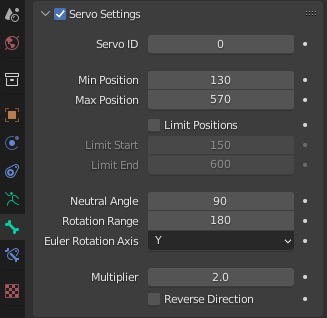 Servo Settings
Servo ID 0
Min Position 130
Max Position 570
Limit Positions
Limit Start 150
Limit End 600
Neutral Angle 90
Rotation Range 180
Euler Rotation Axis Y
Multiplier 2.0
Reverse Direction